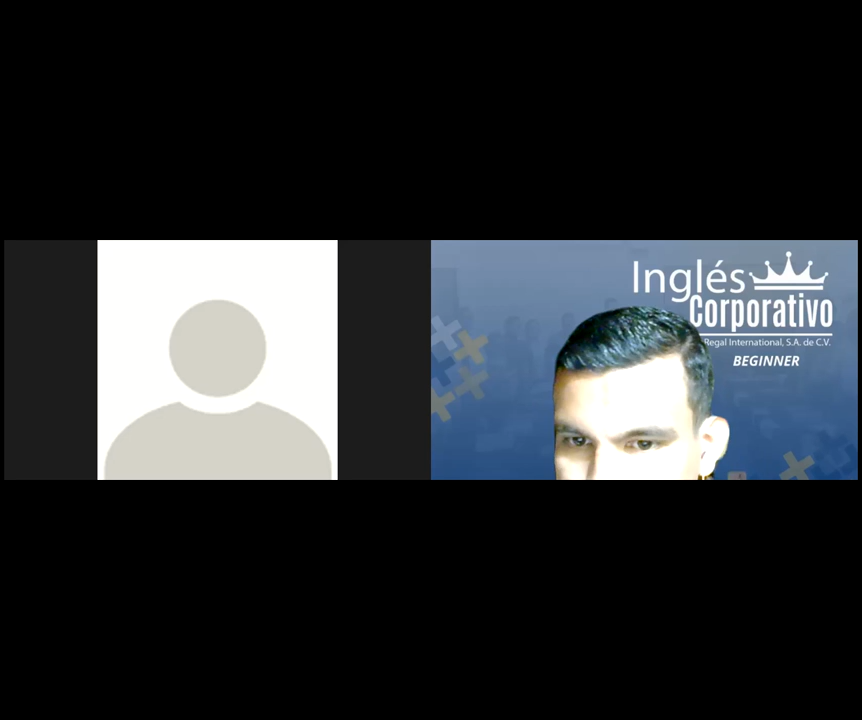 Inglés
Corporativo
Regal International, S.A. de C.V.
BEGINNER